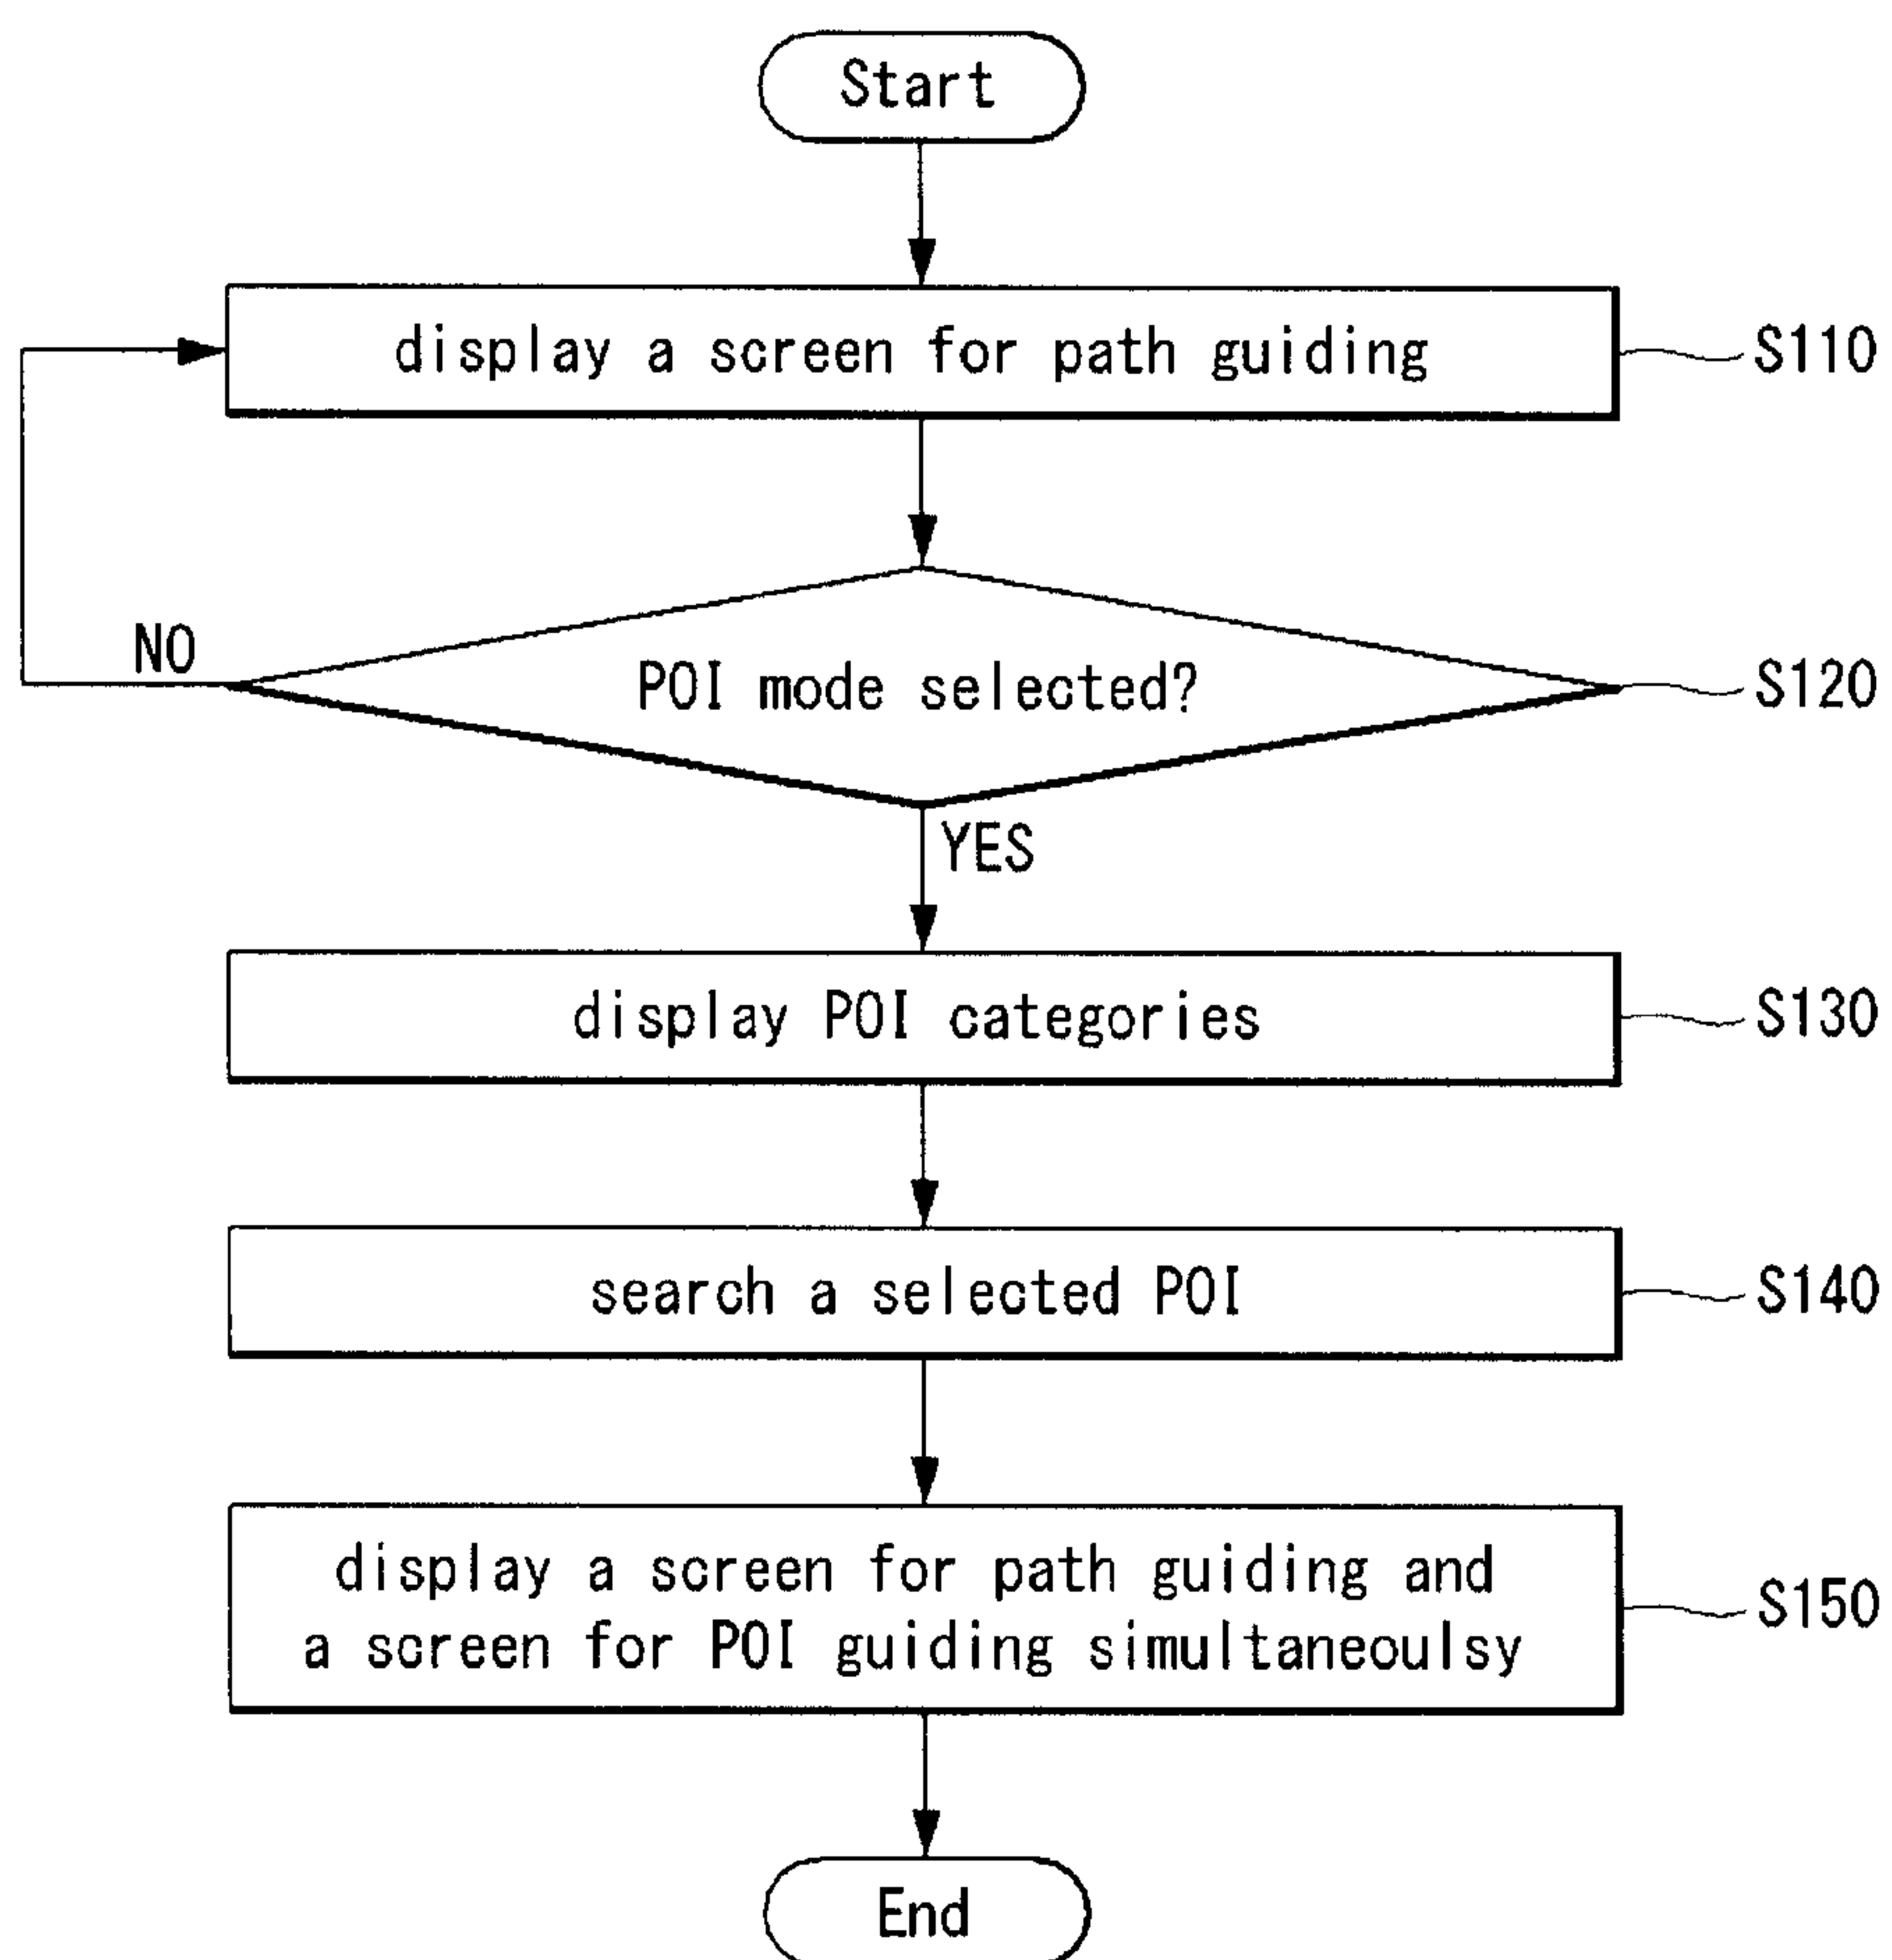 Start
display a screen for path guiding
S110
NO
POI mode selected?
S120
YES
display POI categories
S130
search a selected POI
S140
display a screen for path guiding and
a screen for POI guiding simultaneoulsy
S150
End